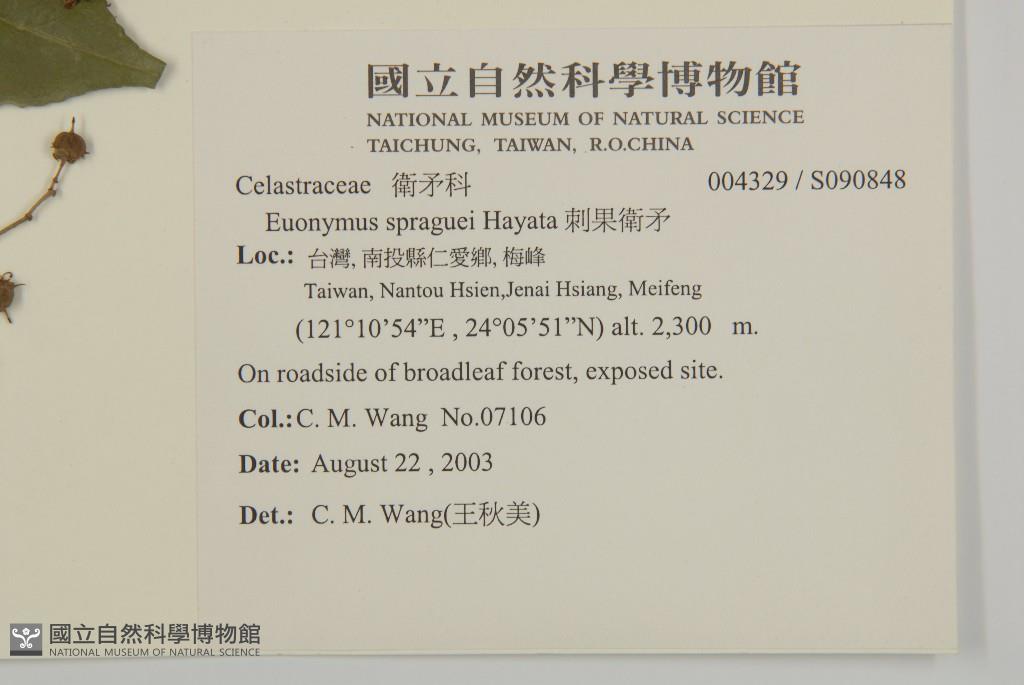 國立自然科學博物館
NATIONAL MUSEUM OF NATURAL SCIENCE
TAICHUNG, TAIWAN, R.O.CHINA
Celastraceae 衛矛科 004329 / S090848
Euonymus spraguei Hayata 刺果衛矛
Loc.: 台灣, 南投縣仁愛鄉, 梅峰
Taiwan, Nantou Hsien,Jenai Hsiang, Meifeng
(121°10’54”E , 24°05’51”N) alt. 2,300 m.
On roadside of broadleaf forest, exposed site.
Col.: C. M. Wang No.07106
Date: August 22 , 2003
Det.: C. M. Wang(王秋美)
國立自然科學博物館
NATIONAL MUSEUM OF NATURAL SCIENCE